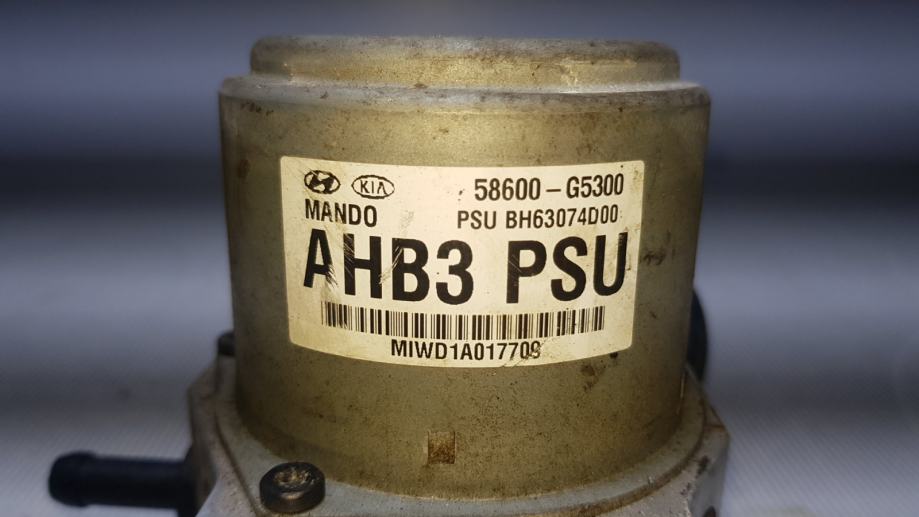 KIA 58600-G5300
MANDO PSU BH63074D00
AHB3 PSU
MIWD1A017709